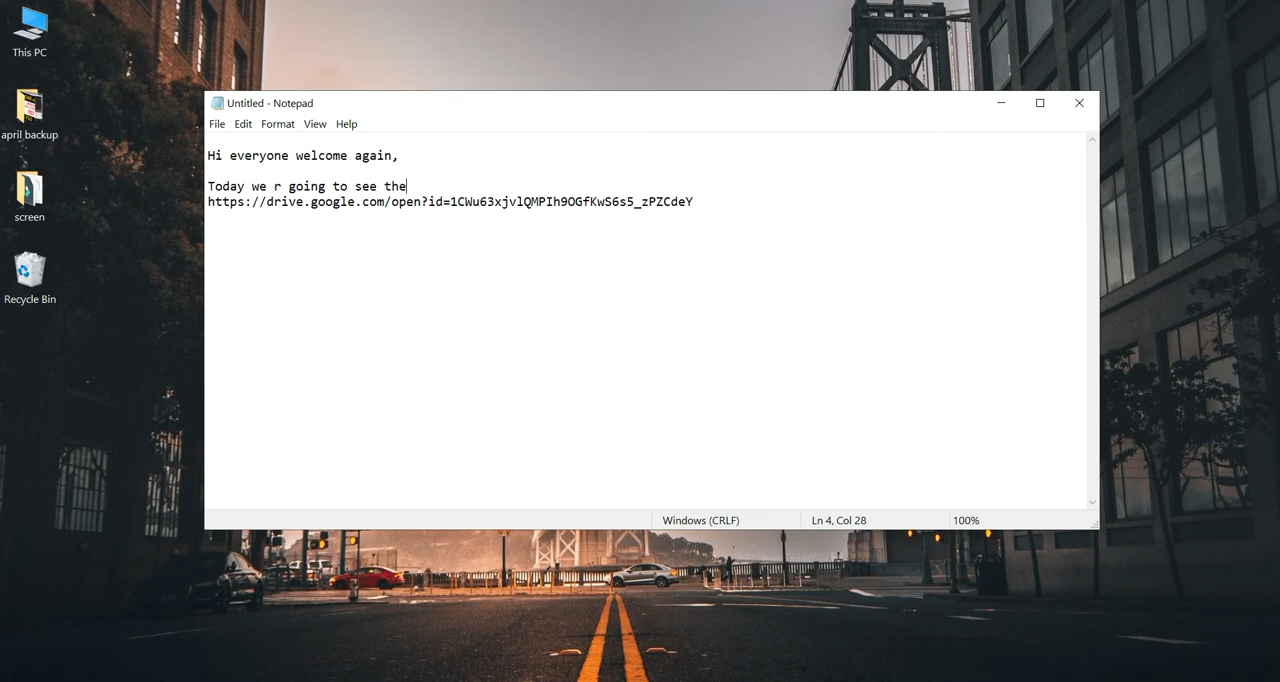 This PC
april backup
screen
Recycle Bin
Untitled - Notepad
File Edit Format View Help
Hi everyone welcome again,
Today we r going to see the
https://drive.google.com/open?id=1CWu63xjvlQMPIh9OGfKwS6s5_zPZCdeY
Windows (CRLF) Ln 4, Col 28 100%